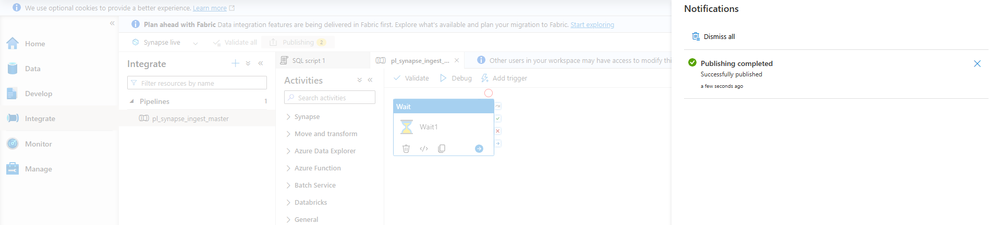 We use optional cookies to provide a better experience. Learn more
Plan ahead with Fabric Data integration features are being delivered in Fabric first. Explore what's available and plan your migration to Fabric. Start exploring
Home
Data
Develop
Integrate
Monitor
Manage
Synapse live
Validate all
Publishing 2
Integrate
Filter resources by name
Pipelines 1
pl_synapse_ingest_master
SQL script 1
pl_synapse_ingest_...
Other users in your workspace may have access to modify thi
Activities
Search activities
Synapse
Move and transform
Azure Data Explorer
Azure Function
Batch Service
Databricks
General
Validate
Debug
Add trigger
Wait
Wait1
Notifications
Dismiss all
Publishing completed
Successfully published
a few seconds ago